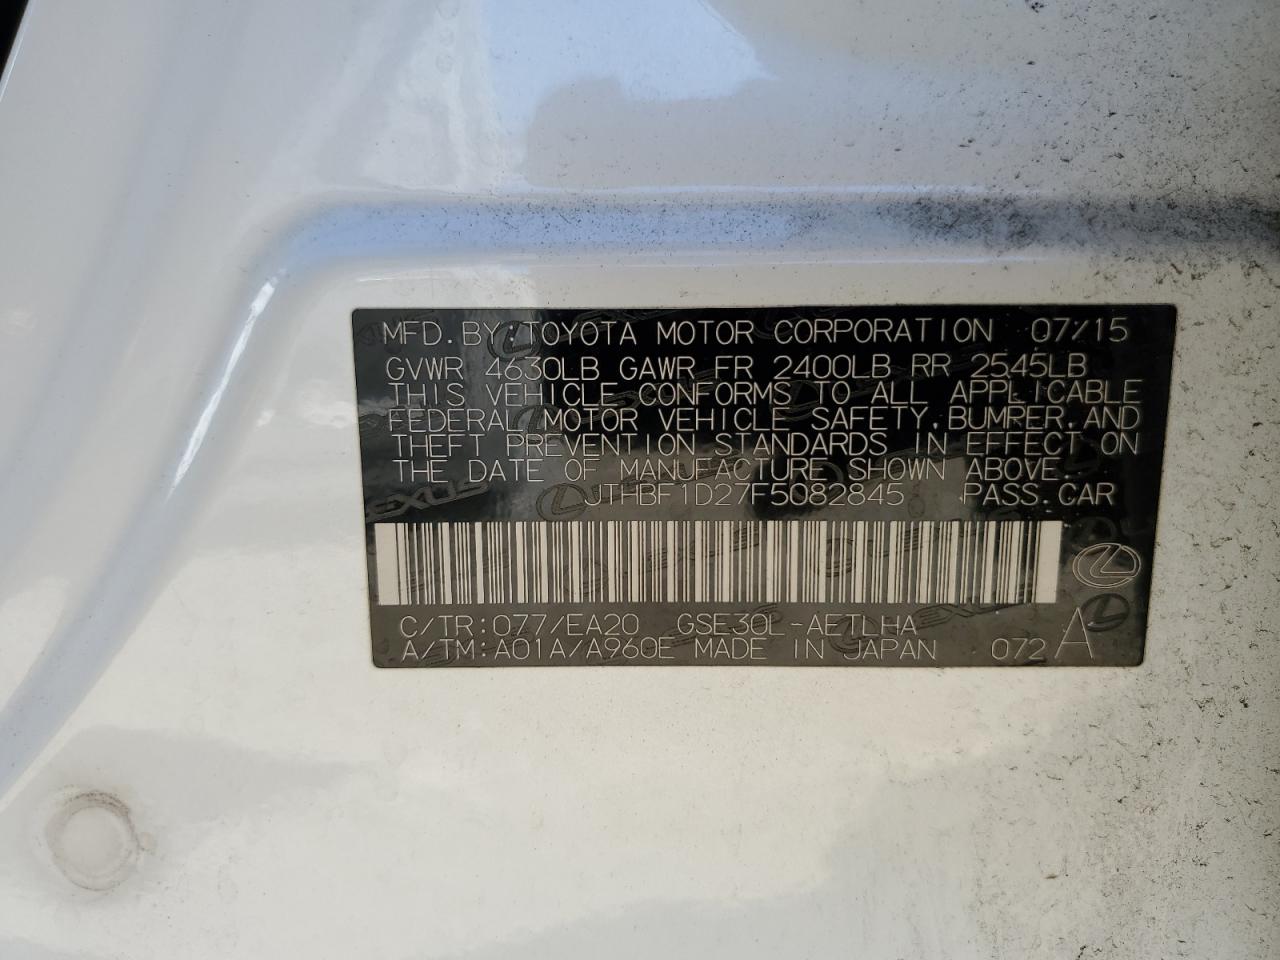 MFD. BY: TOYOTA MOTOR CORPORATION 07/15
GVWR 4630LB GAWR FR 2400LB RR 2545LB
THIS VEHICLE CONFORMS TO ALL APPLICABLE
FEDERAL MOTOR VEHICLE SAFETY, BUMPER, AND
THEFT PREVENTION STANDARDS IN EFFECT ON
THE DATE OF MANUFACTURE SHOWN ABOVE.
JTHBF1D27F5082845 PASS. CAR
C/TR: 077/EA20 GSE30L-AETLHA
A/TM: A01A/A960E MADE IN JAPAN 072 A